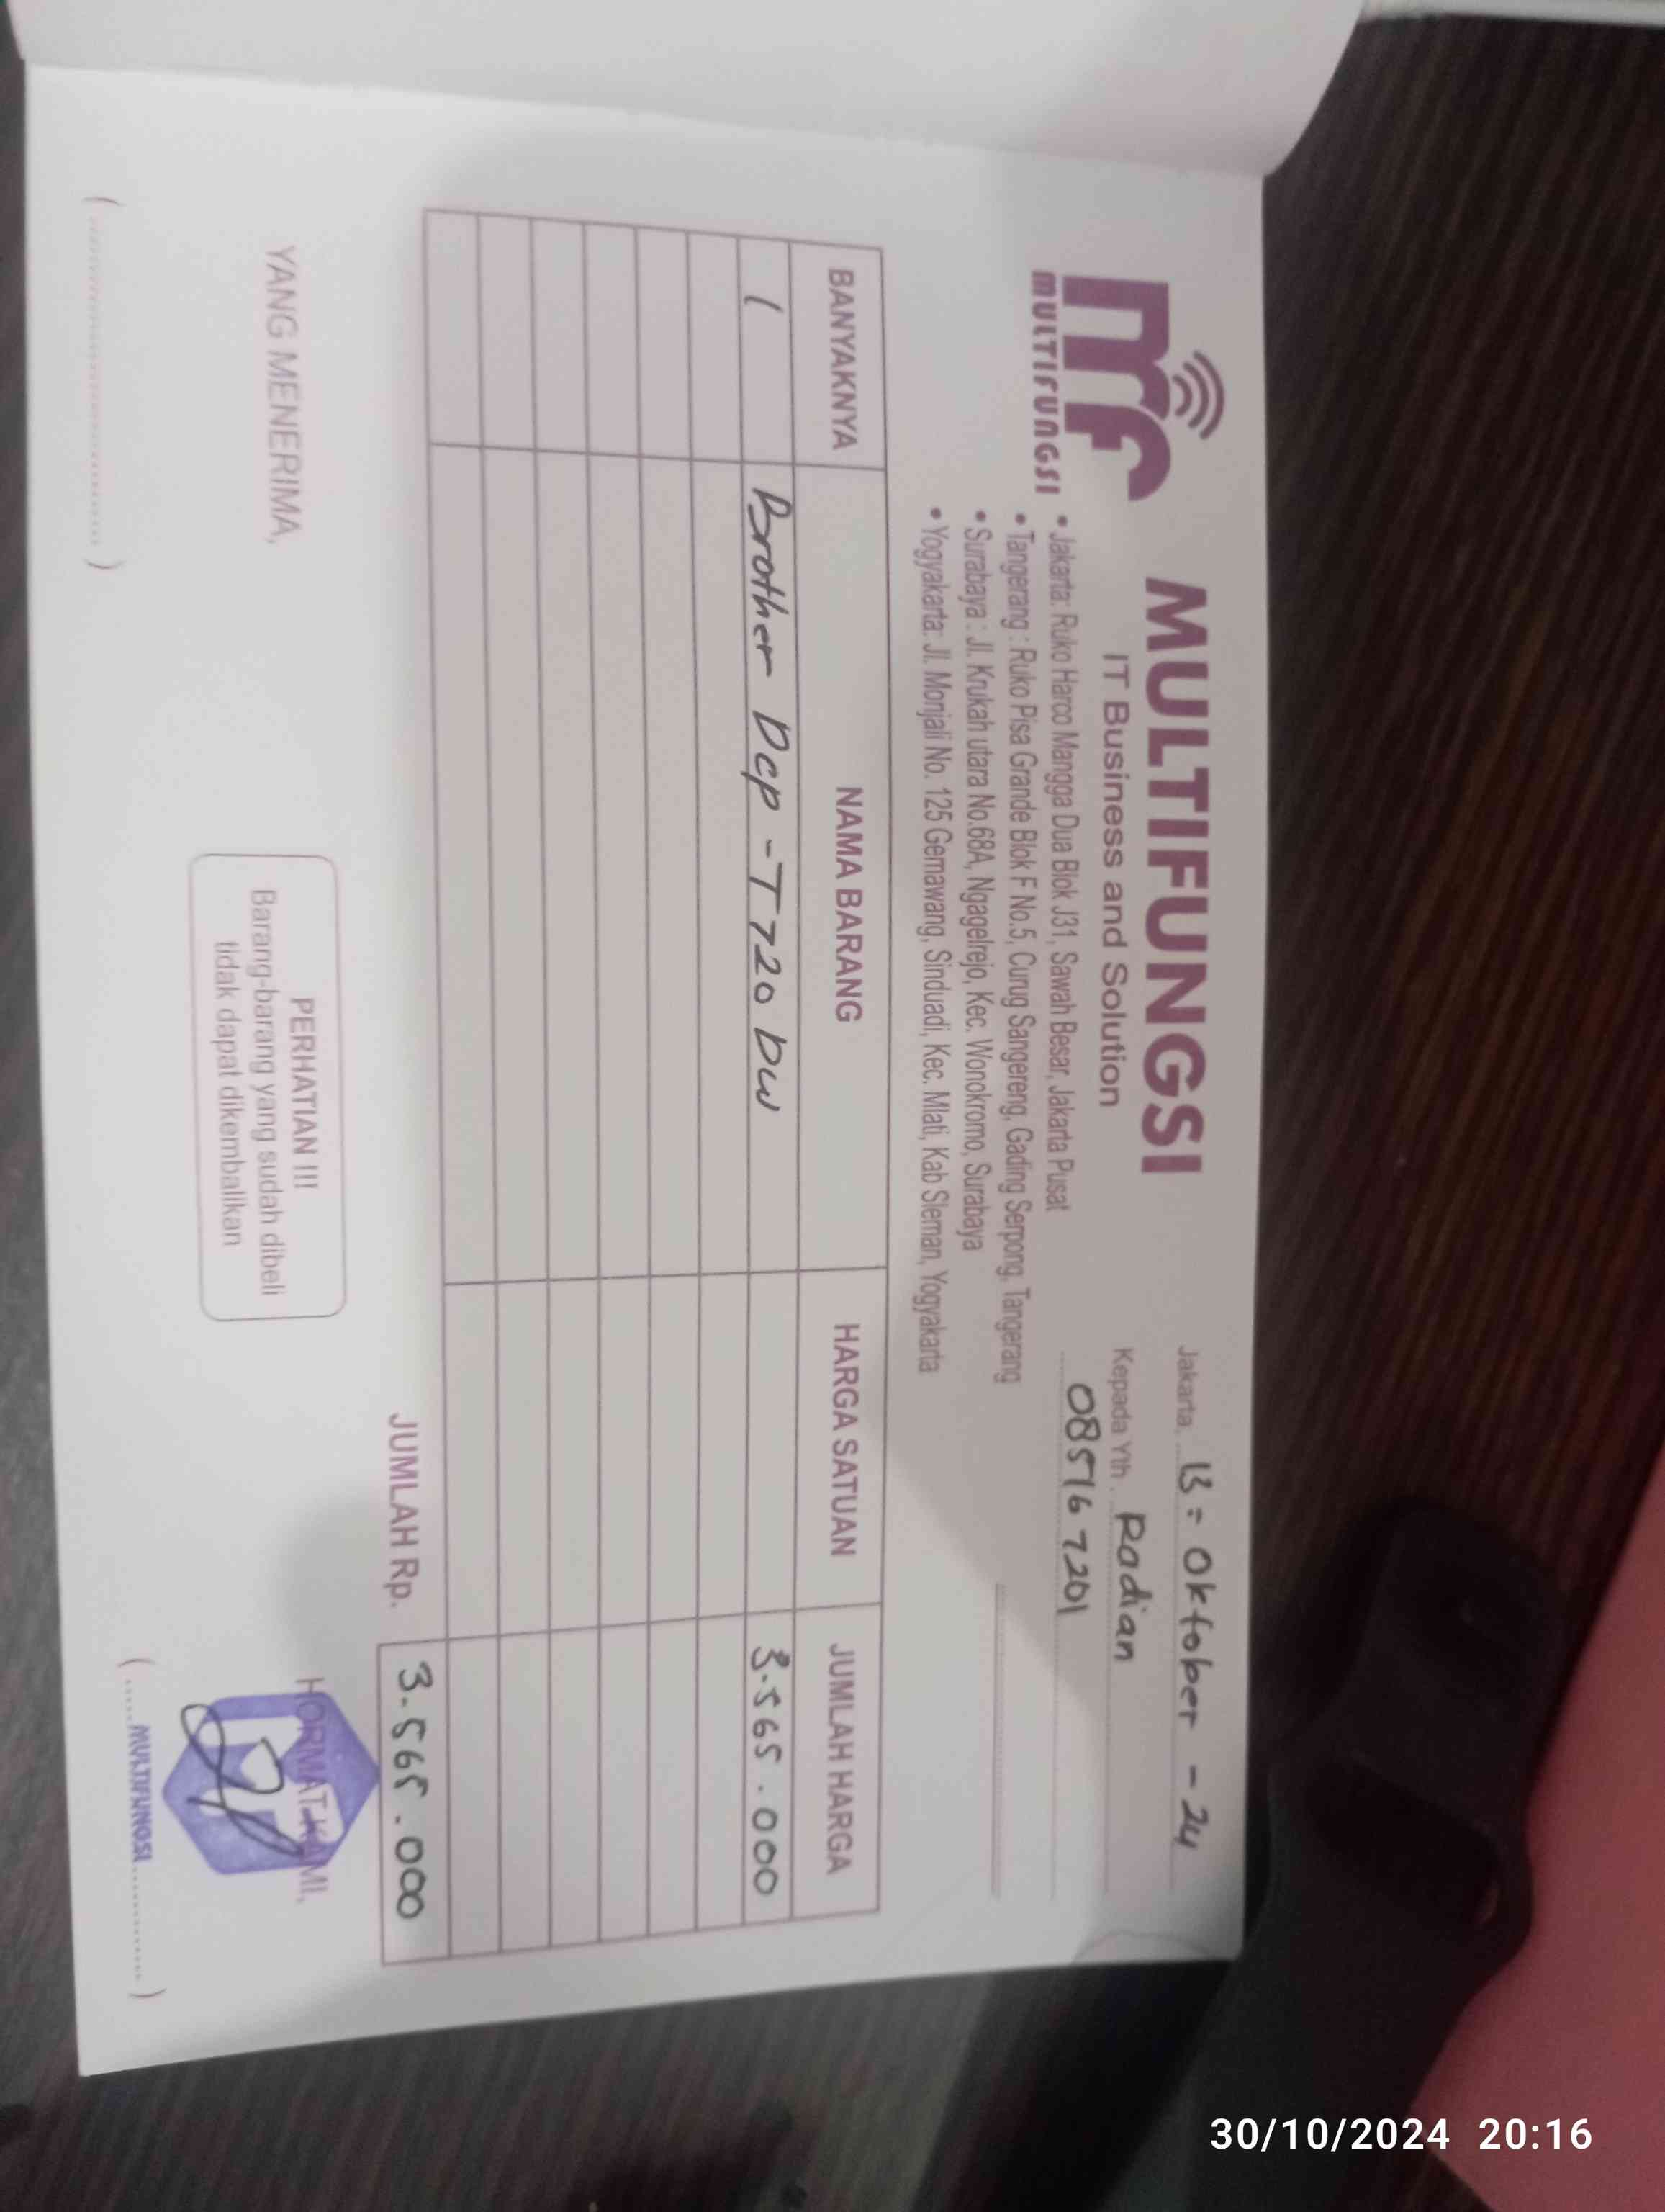 mf
MULTIFUNGSI
MULTIFUNGSI
IT Business and Solution
• Jakarta: Ruko Haroo Mangga Dua Blok J31, Sawah Besar, Jakarta Pusat
• Tangerang : Ruko Pisa Grande Blok F No.5, Curug Sangereng, Gading Serpong, Tangerang
• Surabaya : Jl. Krukah utara No.68A, Ngagelrejo, Kec. Wonokromo, Surabaya
• Yogyakarta: Jl. Monjali No. 125 Gemawang, Sinduadi, Kec. Mlati, Kab Sleman, Yogyakarta
Jakarta, 13 = Oktober - 24
Kepada Yth. Radian
085167201
BANYAKNYA NAMA BARANG HARGA SATUAN JUMLAH HARGA
1 Brother Dcp - T720 DW 3.565.000
JUMLAH Rp. 3.565.000
YANG MENERIMA,
PERHATIAN !!!
Barang-barang yang sudah dibeli
tidak dapat dikembalikan
HORMAT KAMI,
(........................)
(......MULTIFUNGSI............)
30/10/2024 20:16